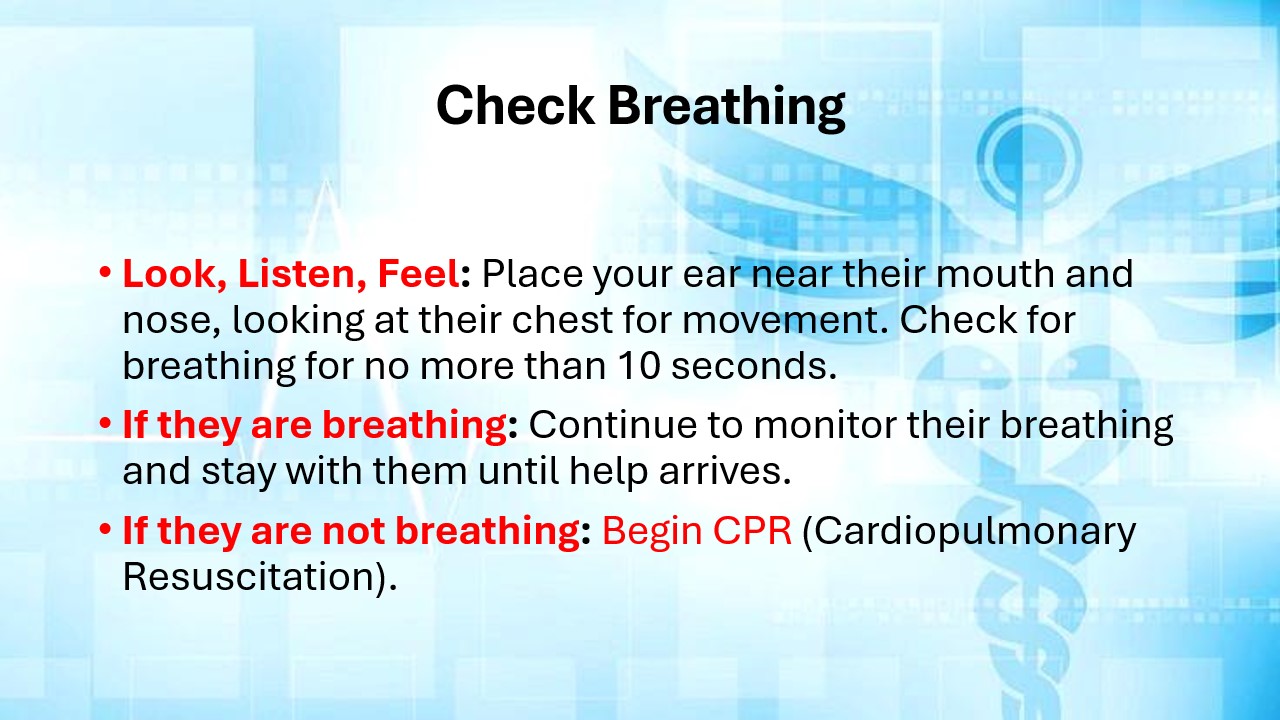 Check Breathing
• Look, Listen, Feel: Place your ear near their mouth and
nose, looking at their chest for movement. Check for
breathing for no more than 10 seconds.
• If they are breathing: Continue to monitor their breathing
and stay with them until help arrives.
• If they are not breathing: Begin CPR (Cardiopulmonary
Resuscitation).